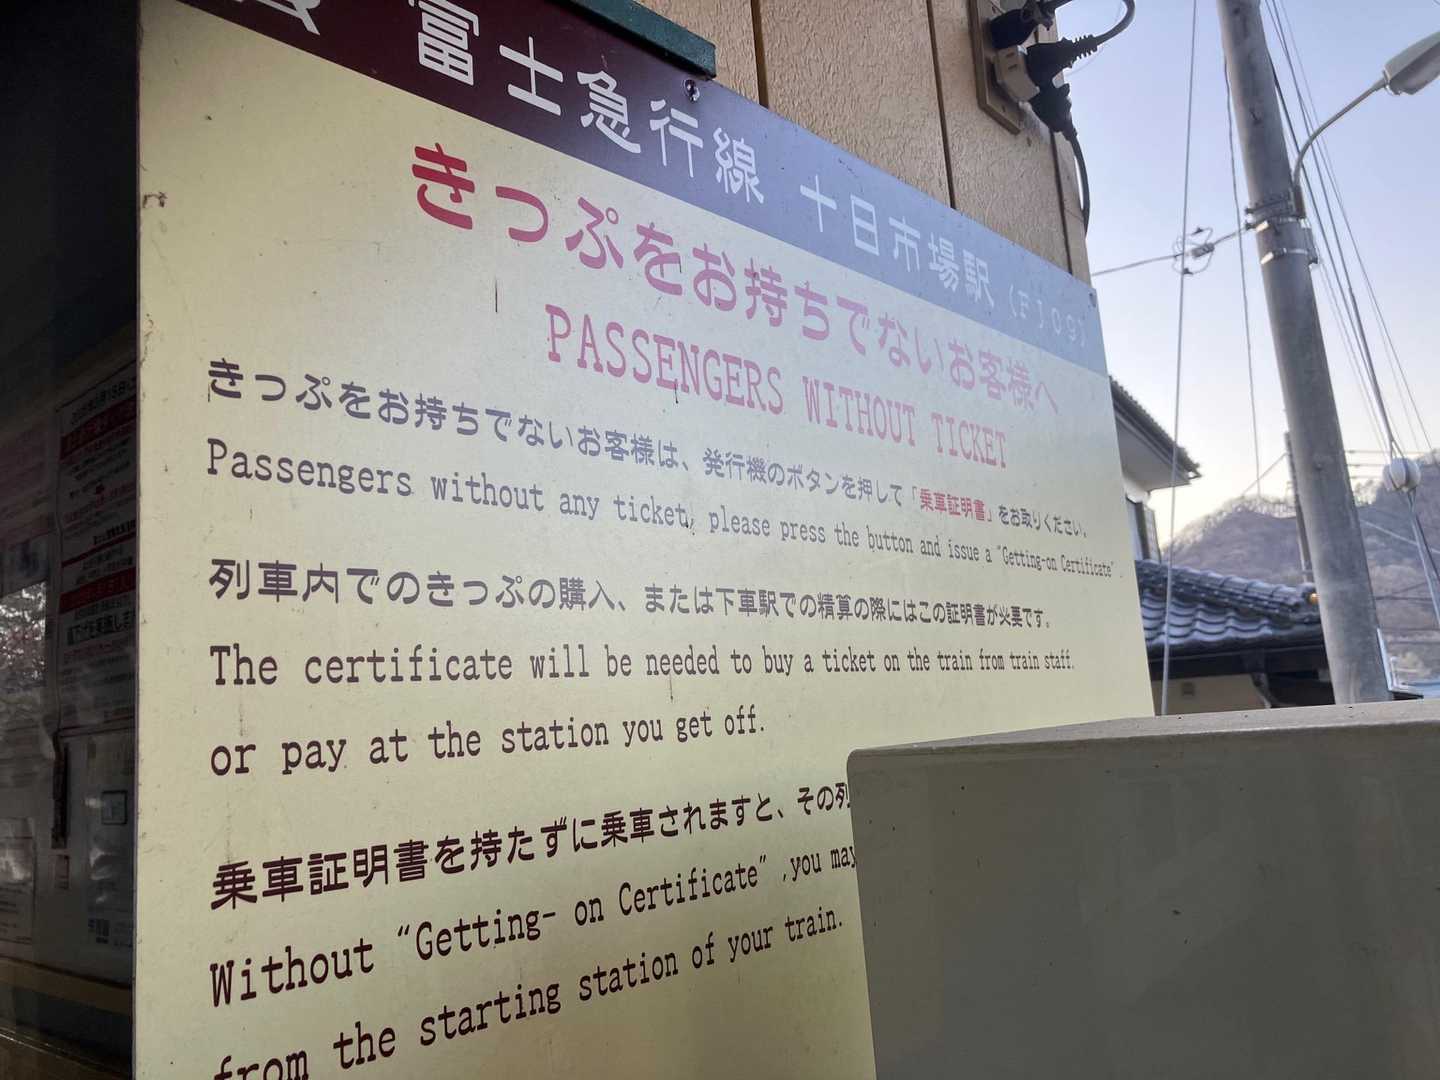 富士急行線 十日市場駅 (FJ09)
きっぷをお持ちでないお客様へ
PASSENGERS WITHOUT TICKET
きっぷをお持ちでないお客様は、発行機のボタンを押して「乗車証明書」をお取りください。
Passengers without any ticket, please press the button and issue a “Getting-on Certificate”.
列車内でのきっぷの購入、または下車駅での精算の際にはこの証明書が必要です。
The certificate will be needed to buy a ticket on the train from train staff.
or pay at the station you get off.
乗車証明書を持たずに乗車されますと、その列
Without “Getting- on Certificate” ,you may
from the starting station of your train.